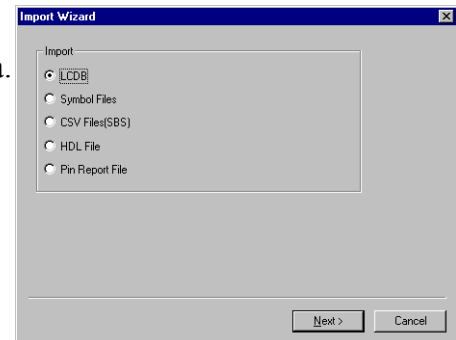 Import Wizard
a.
Import
LCDB
Symbol Files
CSV Files(SBS)
HDL File
Pin Report File
Next >
Cancel